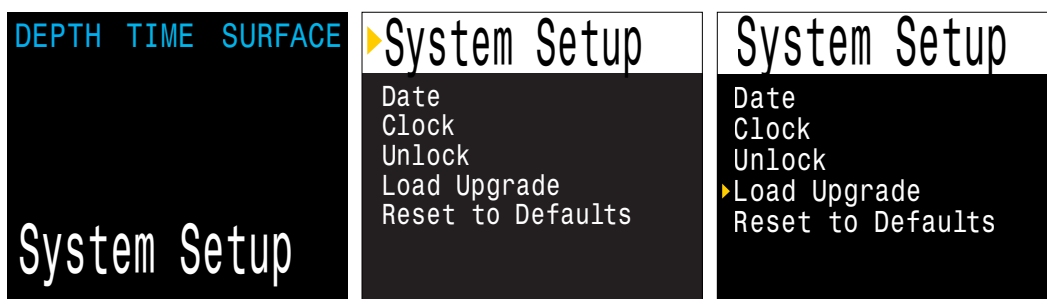 DEPTH TIME SURFACE
System Setup
System Setup
Date
Clock
Unlock
Load Upgrade
Reset to Defaults
System Setup
Date
Clock
Unlock
Load Upgrade
Reset to Defaults